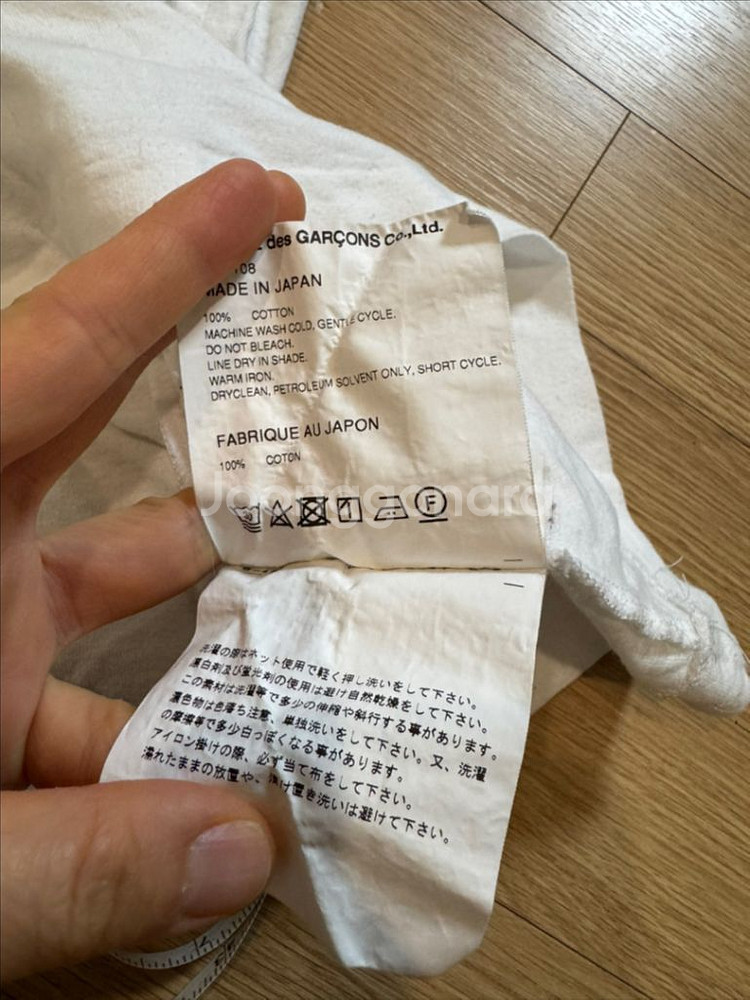 des GARÇONS Co.,Ltd.
108
MADE IN JAPAN
100% COTTON
MACHINE WASH COLD, GENTLE CYCLE.
DO NOT BLEACH.
LINE DRY IN SHADE.
WARM IRON.
DRYCLEAN, PETROLEUM SOLVENT ONLY, SHORT CYCLE.
FABRIQUE AU JAPON
100% COTON
F
洗濯の際はネット使用で軽く押し洗いをして下さい。
漂白剤及び蛍光剤の使用は避け自然乾燥をして下さい。
この素材は洗濯等で多少の伸縮や斜行する事があります。
濃色物は色落ち注意、単独洗いをして下さい。又、洗濯
の摩擦等で多少白っぽくなる事があります。
アイロン掛けの際、必ず当て布をして下さい。
濡れたままの放置や、漬け置き洗いは避けて下さい。